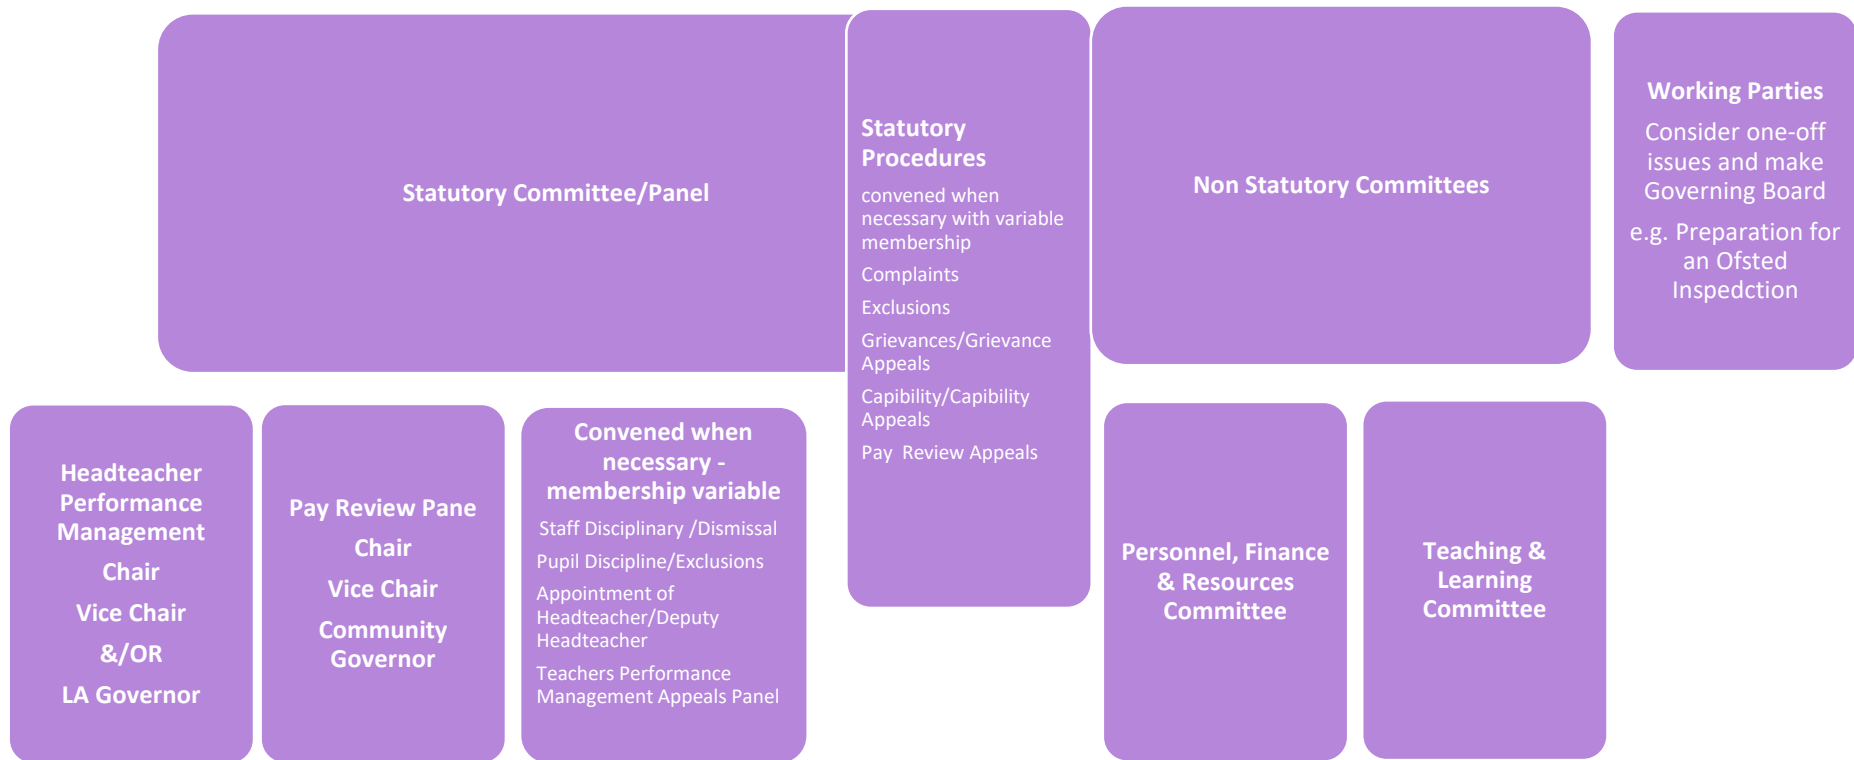 Statutory Committee/Panel
Statutory
Procedures
convened when
necessary with variable
membership
Complaints
Exclusions
Grievances/Grievance
Appeals
Capibility/Capibility
Appeals
Pay  Review Appeals
Non Statutory Committees
Working Parties
Consider one-off
issues and make
Governing Board
e.g. Preparation for
an Ofsted
Inspedction
Headteacher
Performance
Management
Chair
Vice Chair
&/OR
LA Governor
Pay Review Pane
Chair
Vice Chair
Community
Governor
Convened when
necessary -
membership variable
Staff Disciplinary /Dismissal
Pupil Discipline/Exclusions
Appointment of
Headteacher/Deputy
Headteacher
Teachers Performance
Management Appeals Panel
Personnel, Finance
& Resources
Committee
Teaching &
Learning
Committee